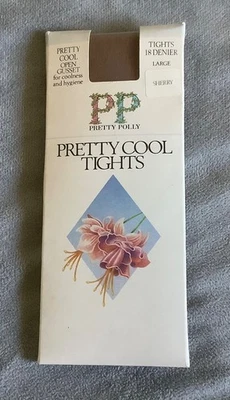 PRETTY
COOL
OPEN
GUSSET
for coolness
and hygiene
TIGHTS
18 DENIER
LARGE
SHERRY
PP
PRETTY POLLY
PRETTY COOL
TIGHTS